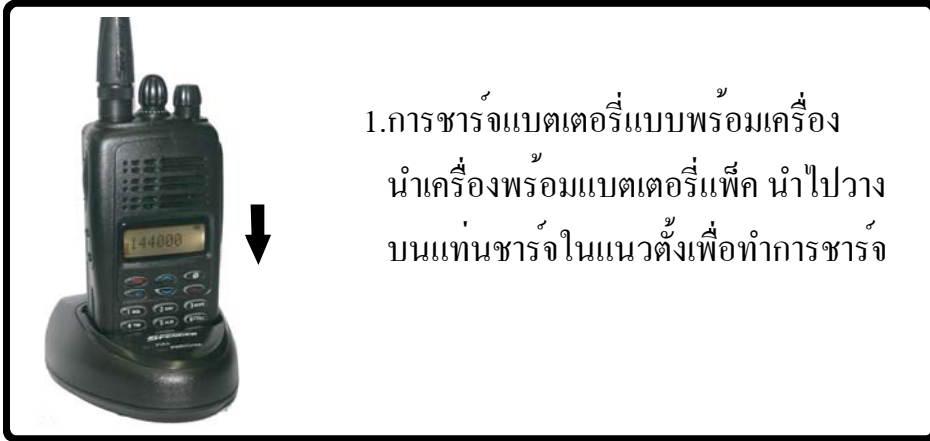 144000
1.การชาร์จแบตเตอรี่แบบพร้อมเครื่อง
นำเครื่องพร้อมแบตเตอรี่แพ็ค นำไปวาง
บนแท่นชาร์จในแนวตั้งเพื่อทำการชาร์จ